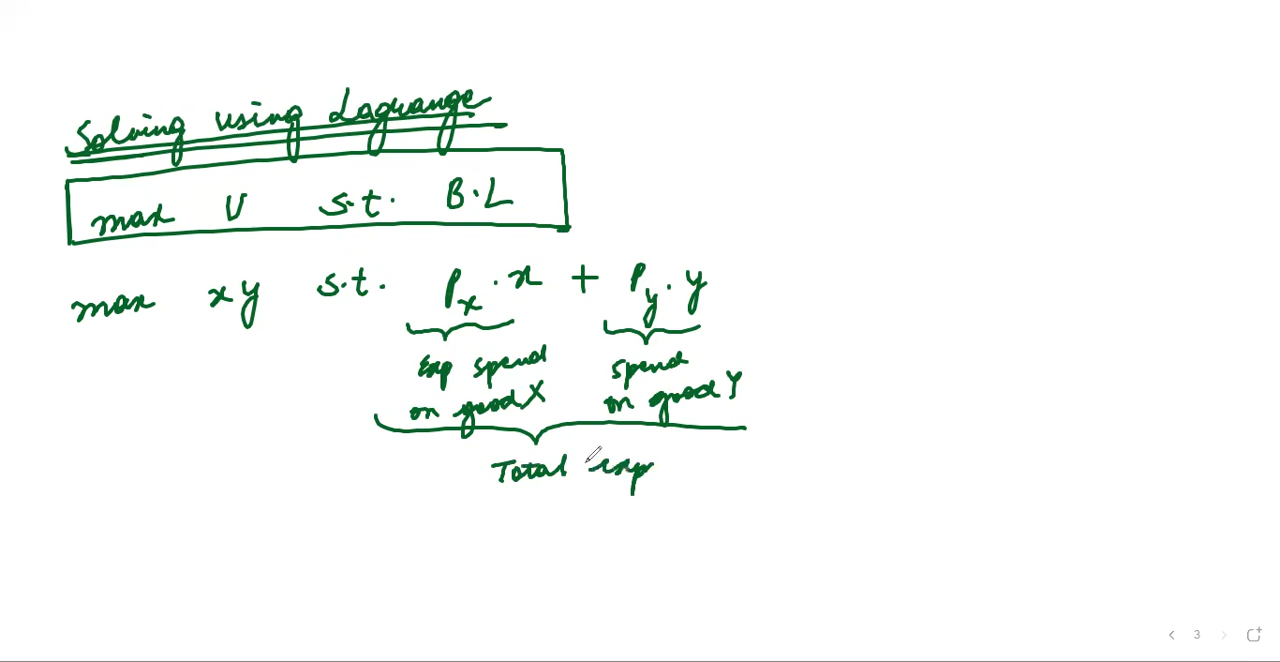 Solving using Lagrange
max U s.t. B.L
max xy s.t. Px . x + Py . y
Exp spend on good X
Spend on good Y
Total exp
3